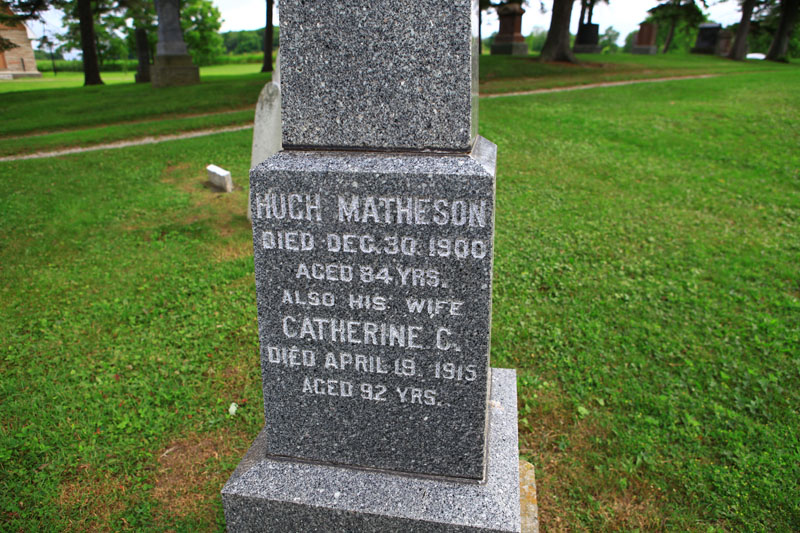 HUGH MATHESON
DIED DEC. 30, 1900
AGED 84 YRS.
ALSO HIS WIFE
CATHERINE C.
DIED APRIL 19, 1915
AGED 92 YRS.